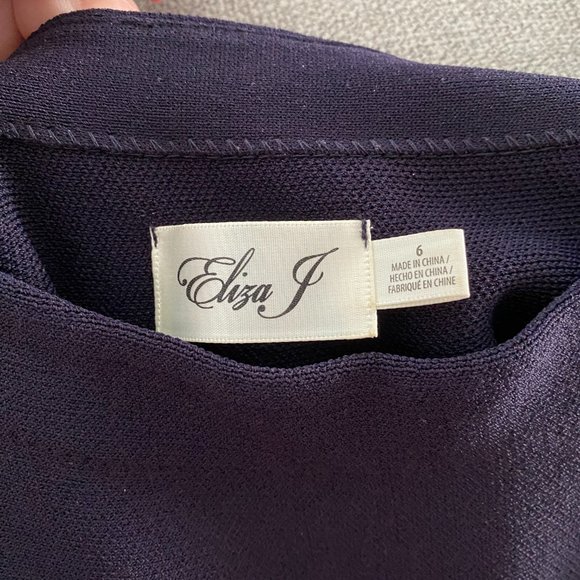 Eliza J
6
MADE IN CHINA /
HECHO EN CHINA /
FABRIQUÉ EN CHINE